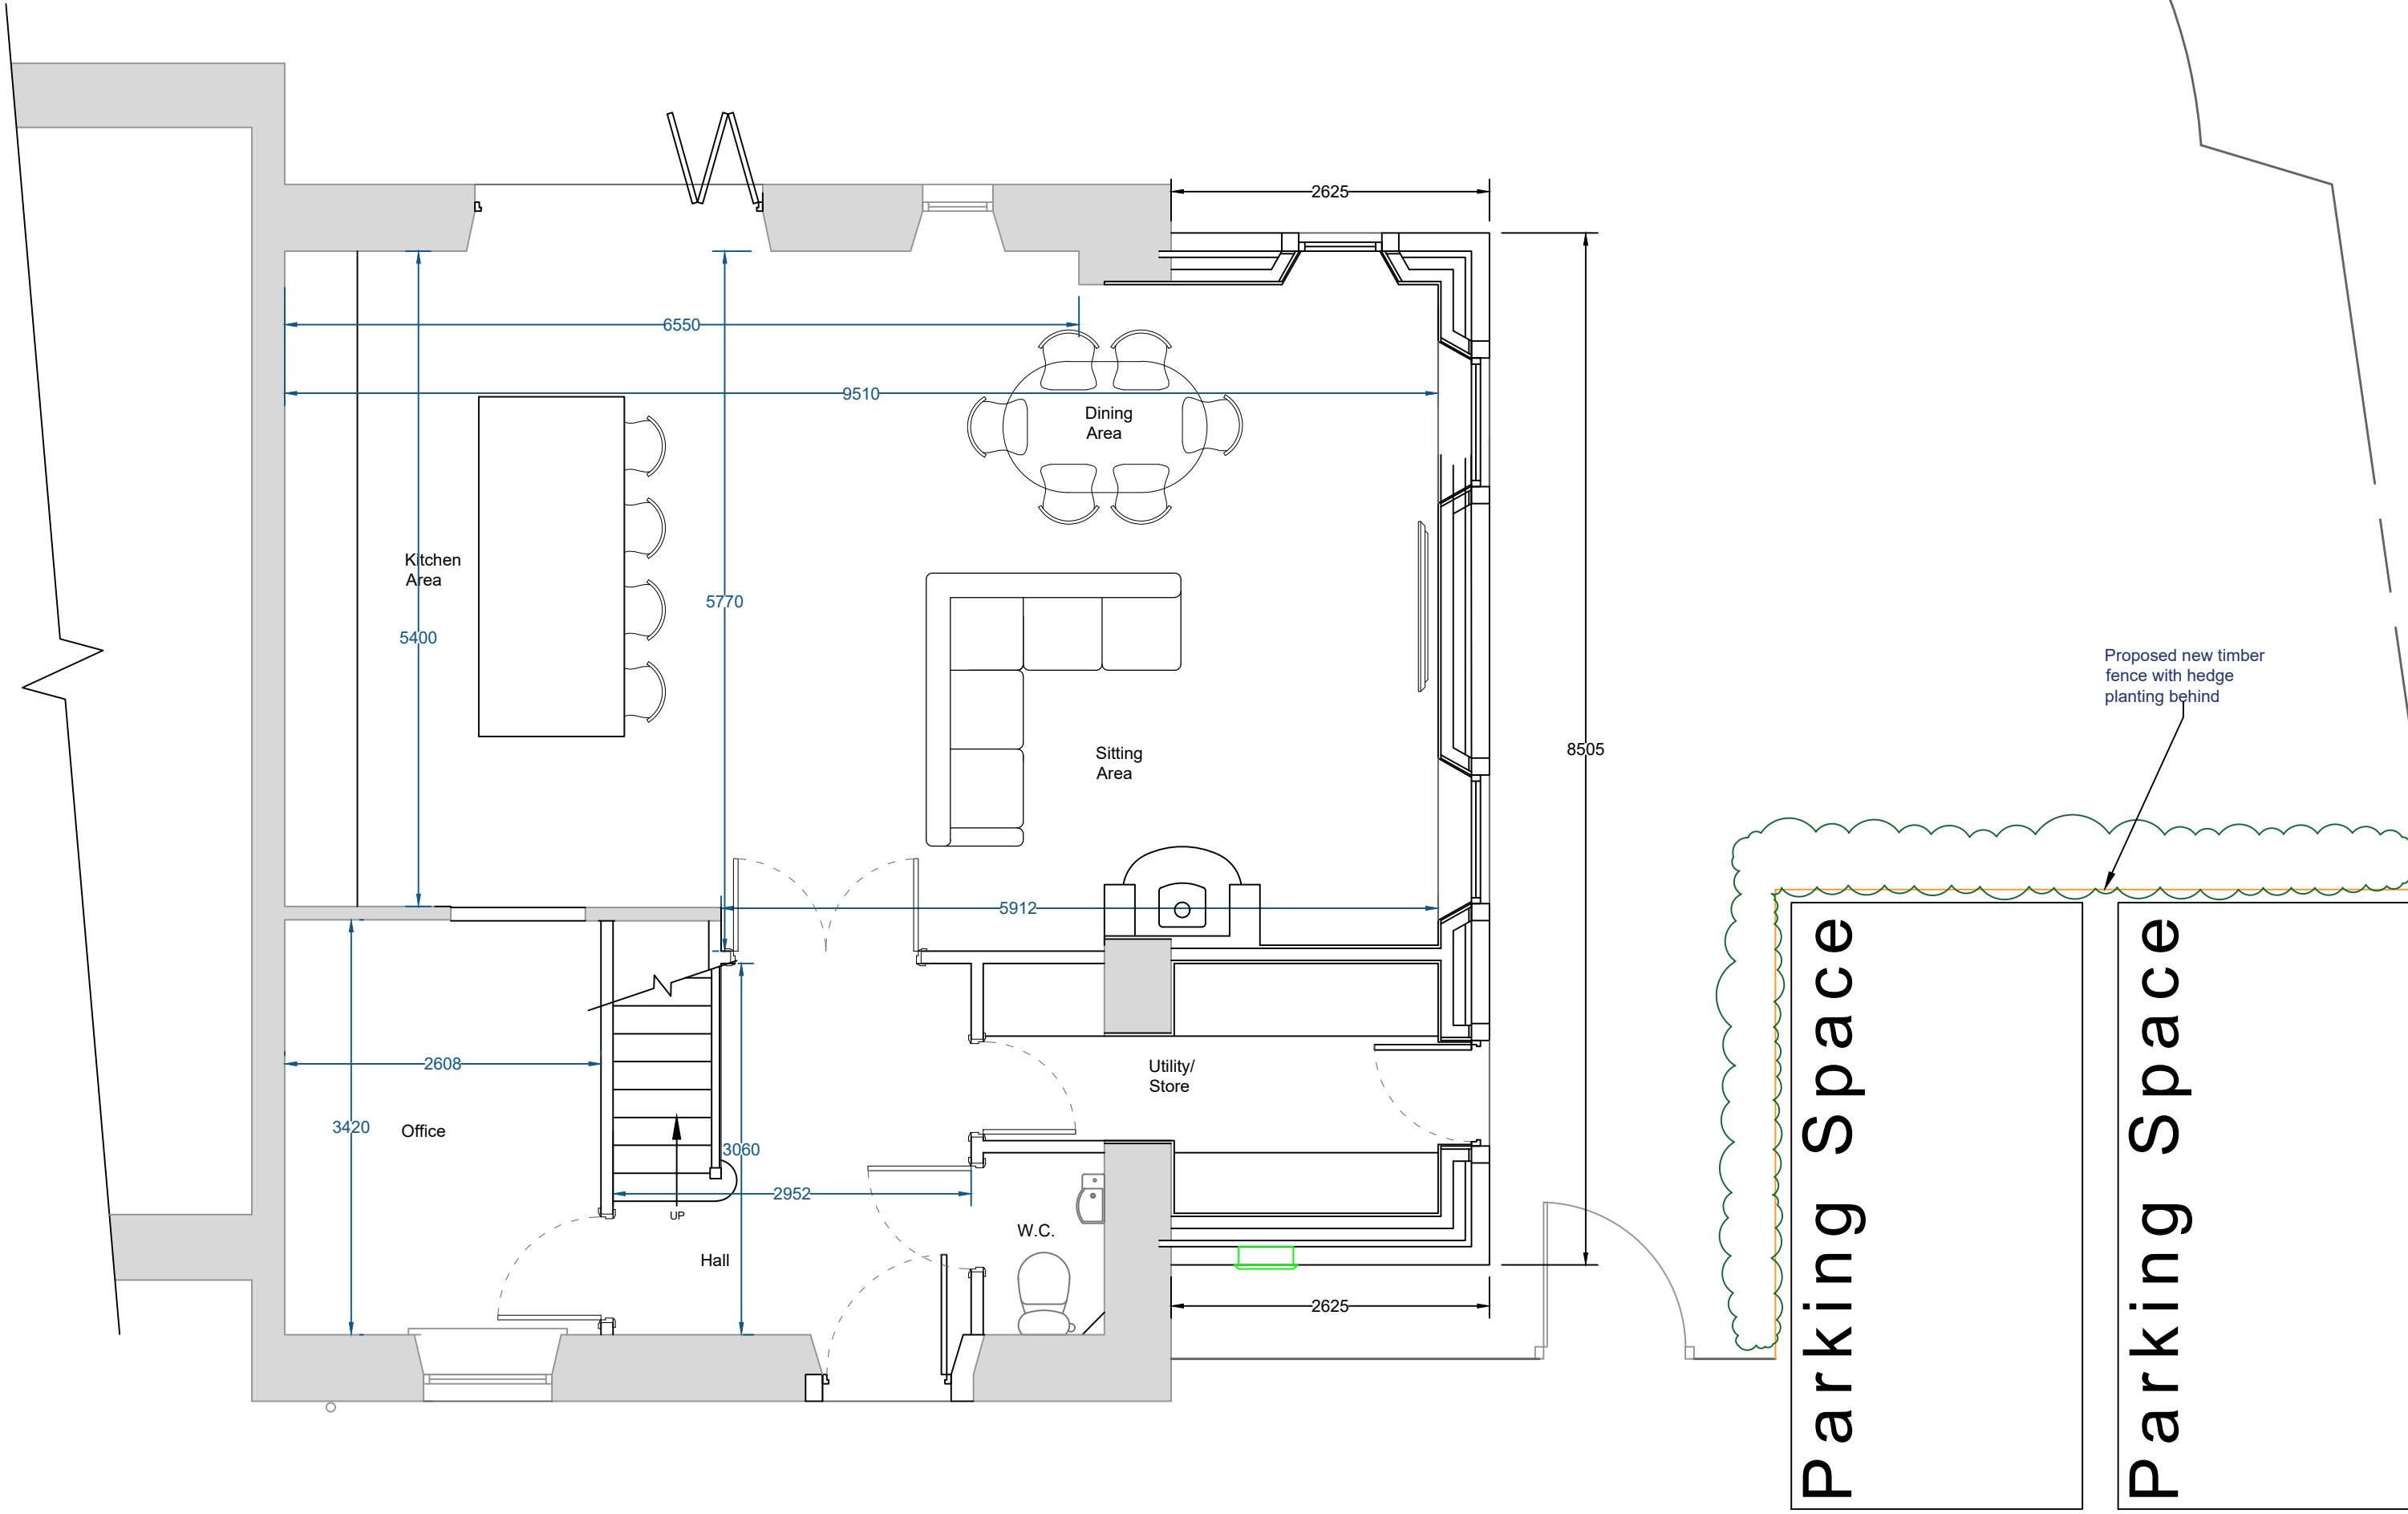 2625
6550
9510
Dining
Area
Kitchen
Area
5770
5400
Proposed new timber
fence with hedge
planting behind
8505
Sitting
Area
5912
2608
Utility/
Store
3420
Office
3060
2952
UP
W.C.
Hall
2625
Parking Space
Parking Space